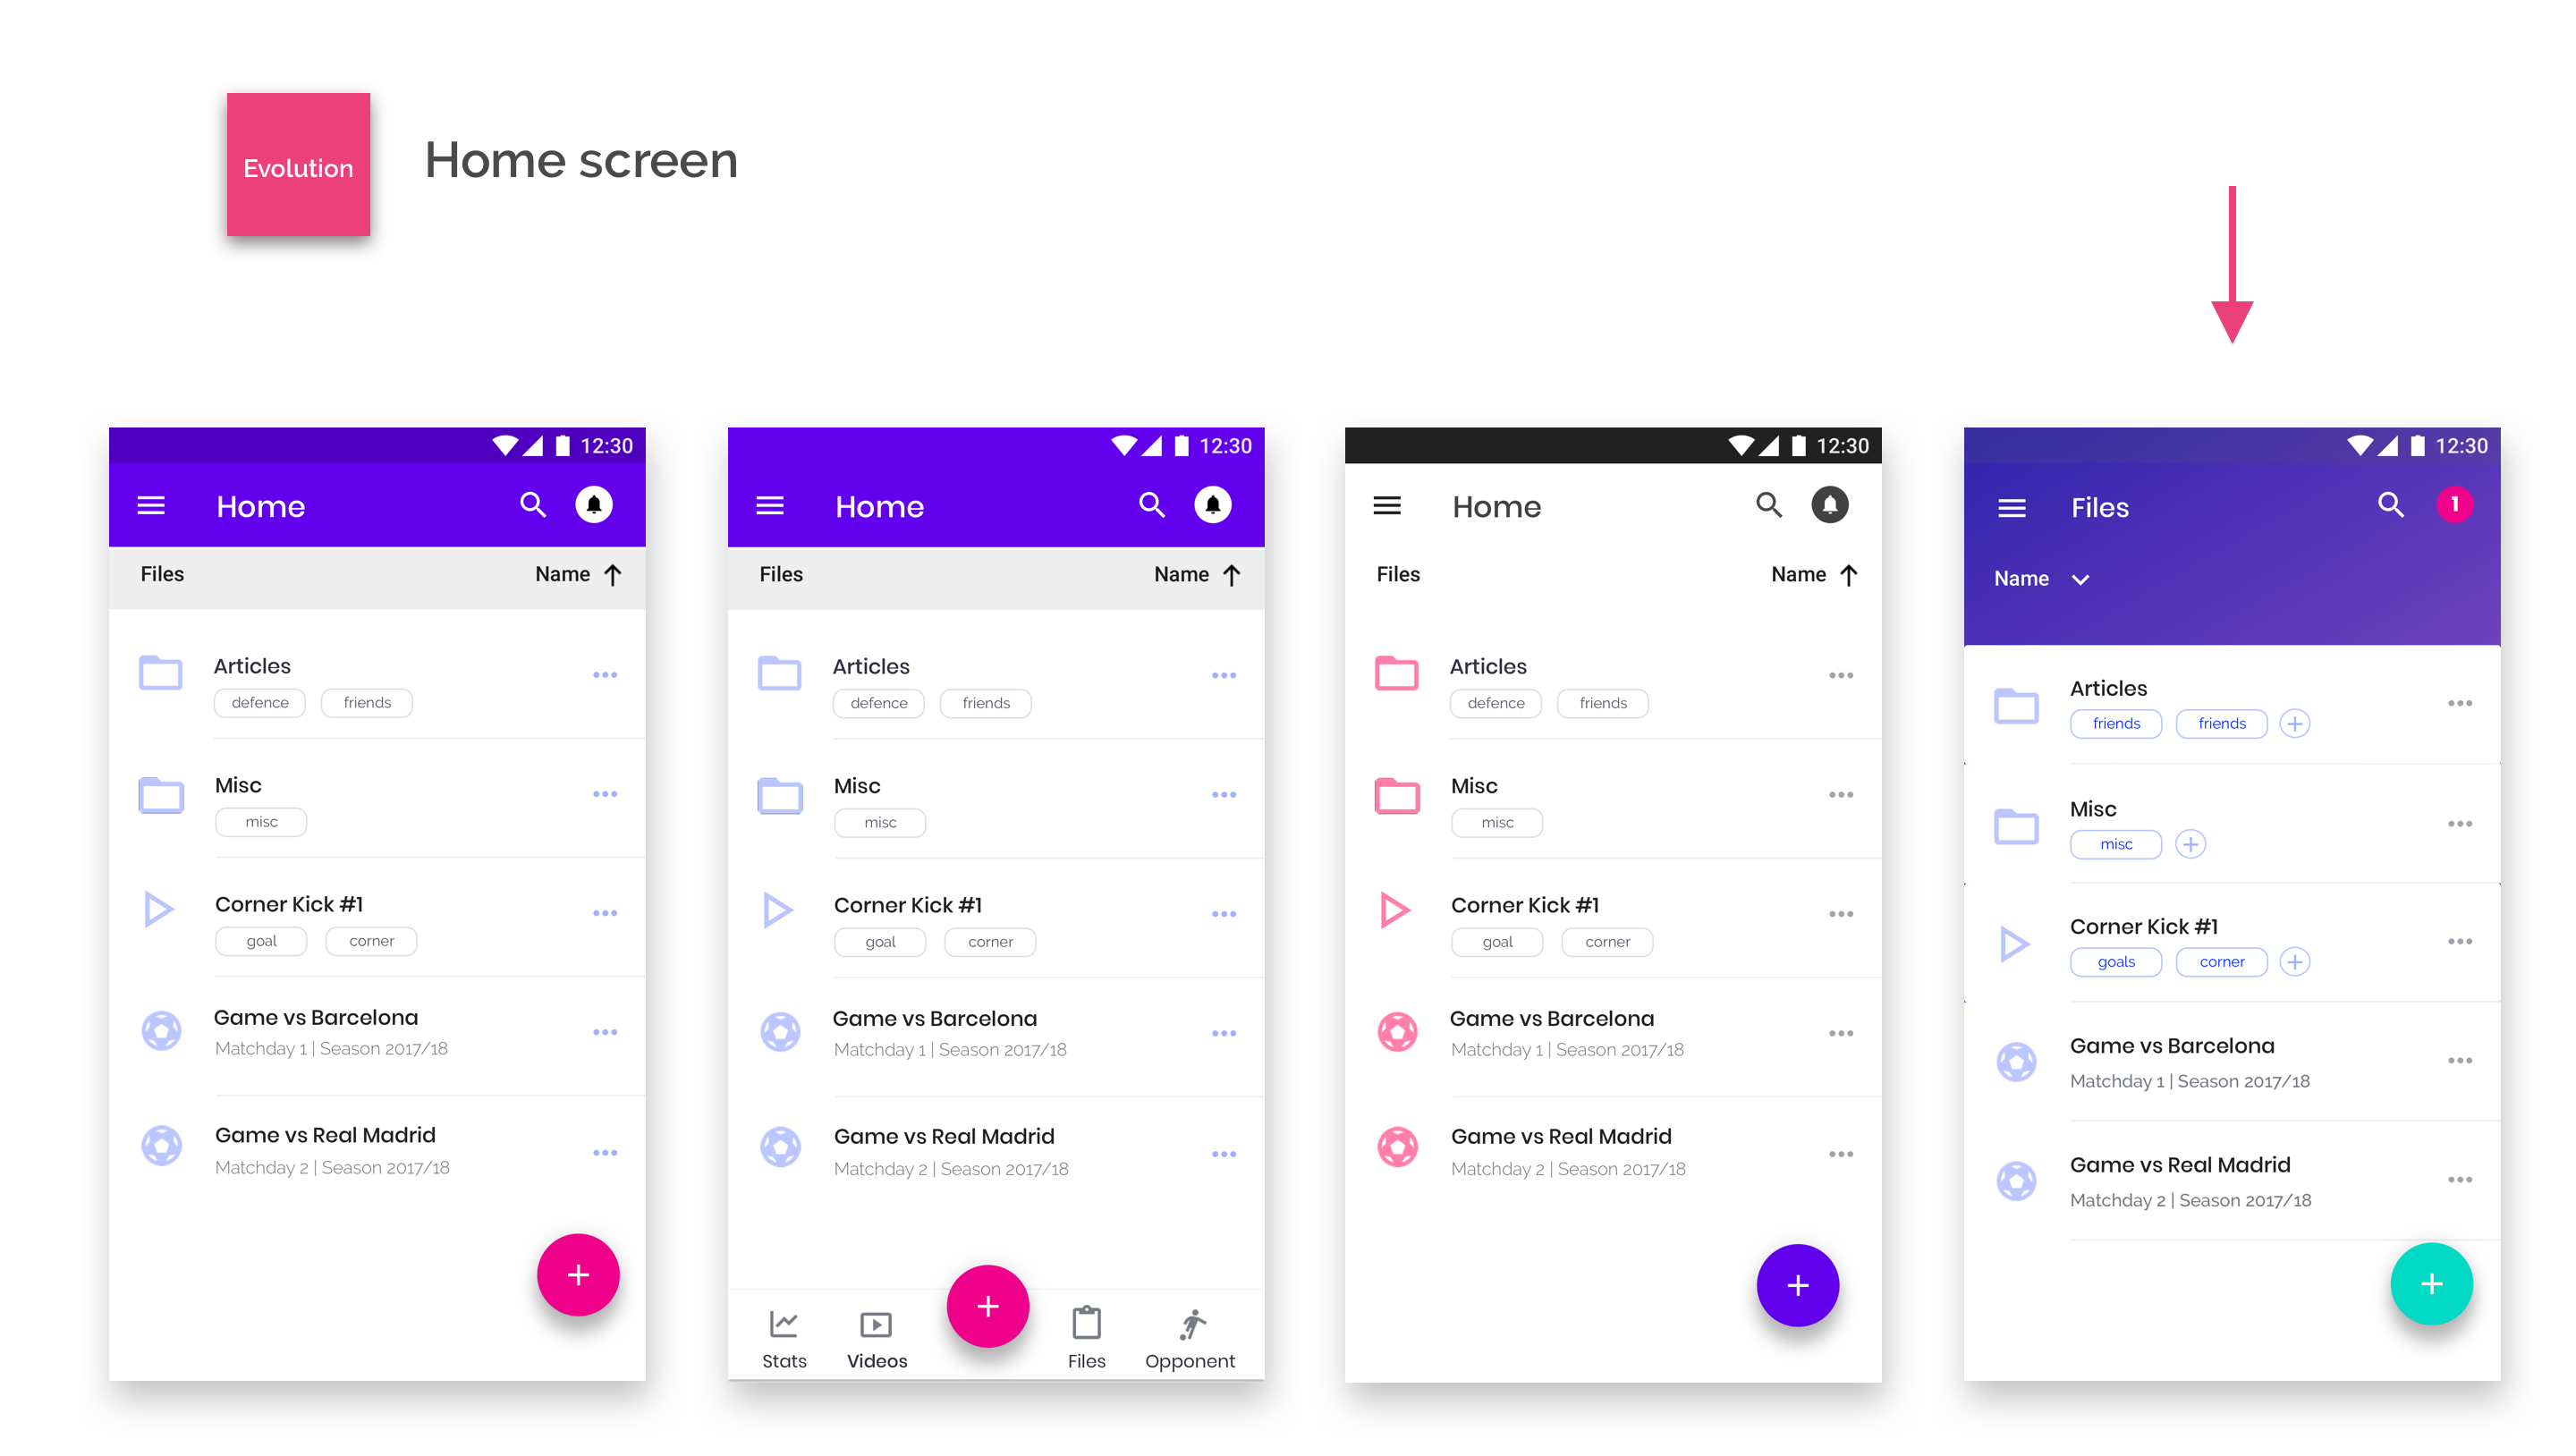 Evolution
Home screen
12:30
Home
Files
Name
Articles
defence
friends
Misc
misc
Corner Kick #1
goal
corner
Game vs Barcelona
Matchday 1 | Season 2017/18
Game vs Real Madrid
Matchday 2 | Season 2017/18
+
12:30
Home
Files
Name
Articles
defence
friends
Misc
misc
Corner Kick #1
goal
corner
Game vs Barcelona
Matchday 1 | Season 2017/18
Game vs Real Madrid
Matchday 2 | Season 2017/18
+
Stats
Videos
Files
Opponent
12:30
Home
Files
Name
Articles
defence
friends
Misc
misc
Corner Kick #1
goal
corner
Game vs Barcelona
Matchday 1 | Season 2017/18
Game vs Real Madrid
Matchday 2 | Season 2017/18
+
12:30
Files
1
Name
Articles
friends
friends
+
Misc
misc
+
Corner Kick #1
goals
corner
+
Game vs Barcelona
Matchday 1 | Season 2017/18
Game vs Real Madrid
Matchday 2 | Season 2017/18
+